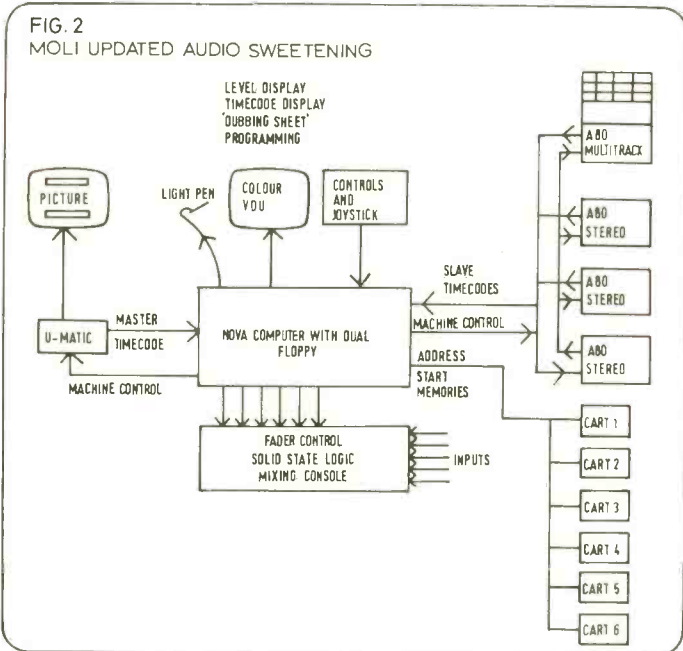 FIG. 2
MOLI UPDATED AUDIO SWEETENING
LEVEL DISPLAY
TIMECODE DISPLAY
'DUBBING SHEET'
PROGRAMMING
PICTURE
LIGHT PEN
COLOUR
VDU
CONTROLS
AND
JOYSTICK
A80
MULTITRACK
A80
STEREO
A80
STEREO
A80
STEREO
SLAVE
TIMECODES
MACHINE CONTROL
U-MATIC
MASTER
TIMECODE
MACHINE CONTROL
NOVA COMPUTER WITH DUAL
FLOPPY
ADDRESS
START
MEMORIES
FADER CONTROL
SOLID STATE LOGIC
MIXING CONSOLE
INPUTS
CART 1
CART 2
CART 3
CART 4
CART 5
CART 6